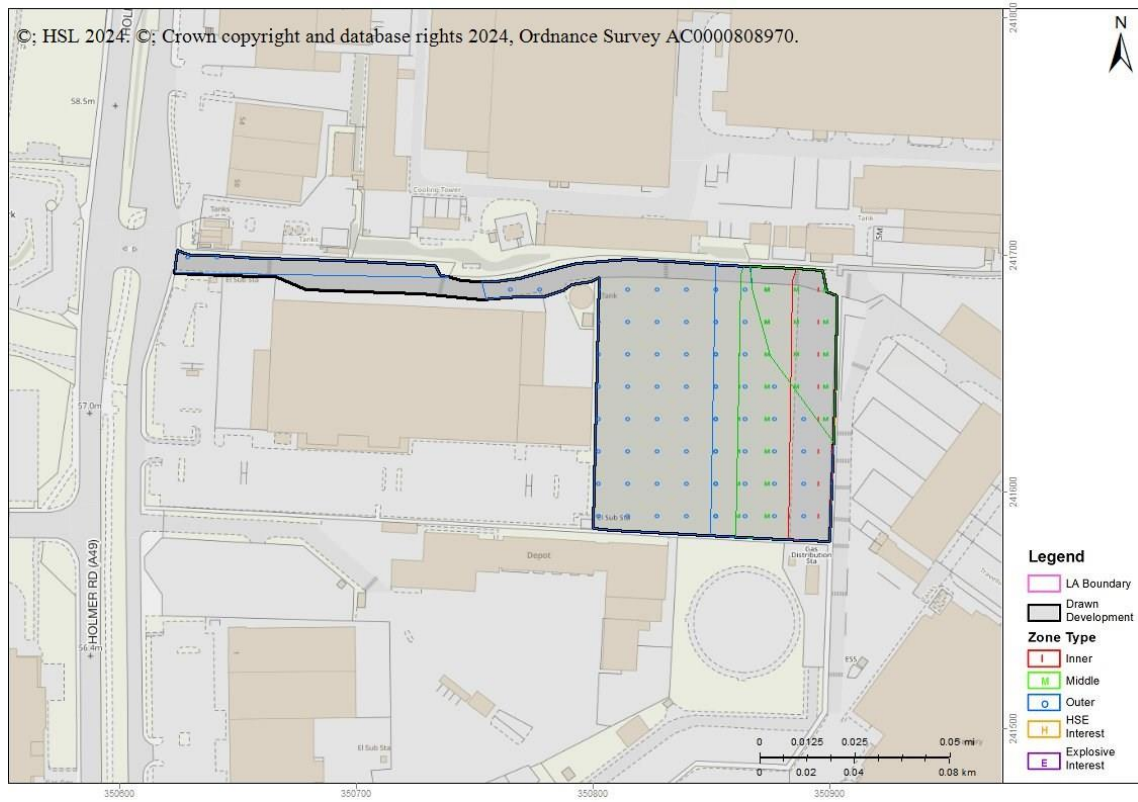 ©; HSL 2024. ©; Crown copyright and database rights 2024, Ordnance Survey AC0000808970.
N
241800
58.5m
Cooling Tower
Tanks
Tanks
Tank
241700
El Sub Sta
Tank
57.0m
241600
El Sub Sta
Depot
Gas
Distribution
Sta
HOLMER RD (A49)
56.4m
ESS
El Sub Sta
241500
Legend
LA Boundary
Drawn
Development
Zone Type
I Inner
M Middle
O Outer
H HSE
Interest
E Explosive
Interest
0 0.0125 0.025 0.05 mi
0 0.02 0.04 0.08 km
350600 350700 350800 350900